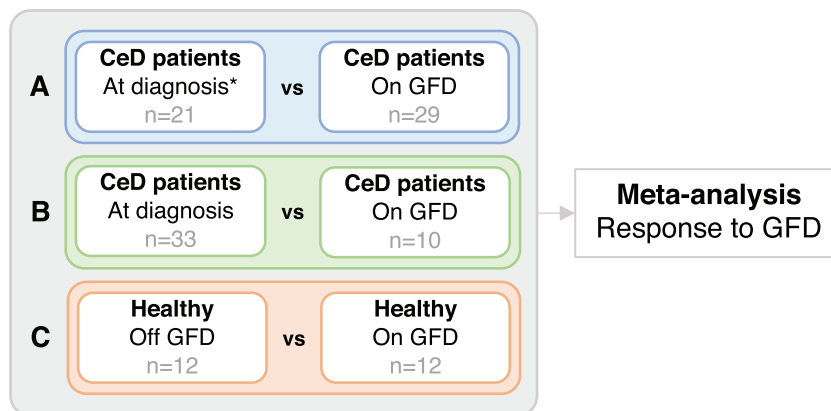 A
CeD patients
At diagnosis*
n=21
vs
CeD patients
On GFD
n=29
B
CeD patients
At diagnosis
n=33
vs
CeD patients
On GFD
n=10
C
Healthy
Off GFD
n=12
vs
Healthy
On GFD
n=12
Meta-analysis
Response to GFD